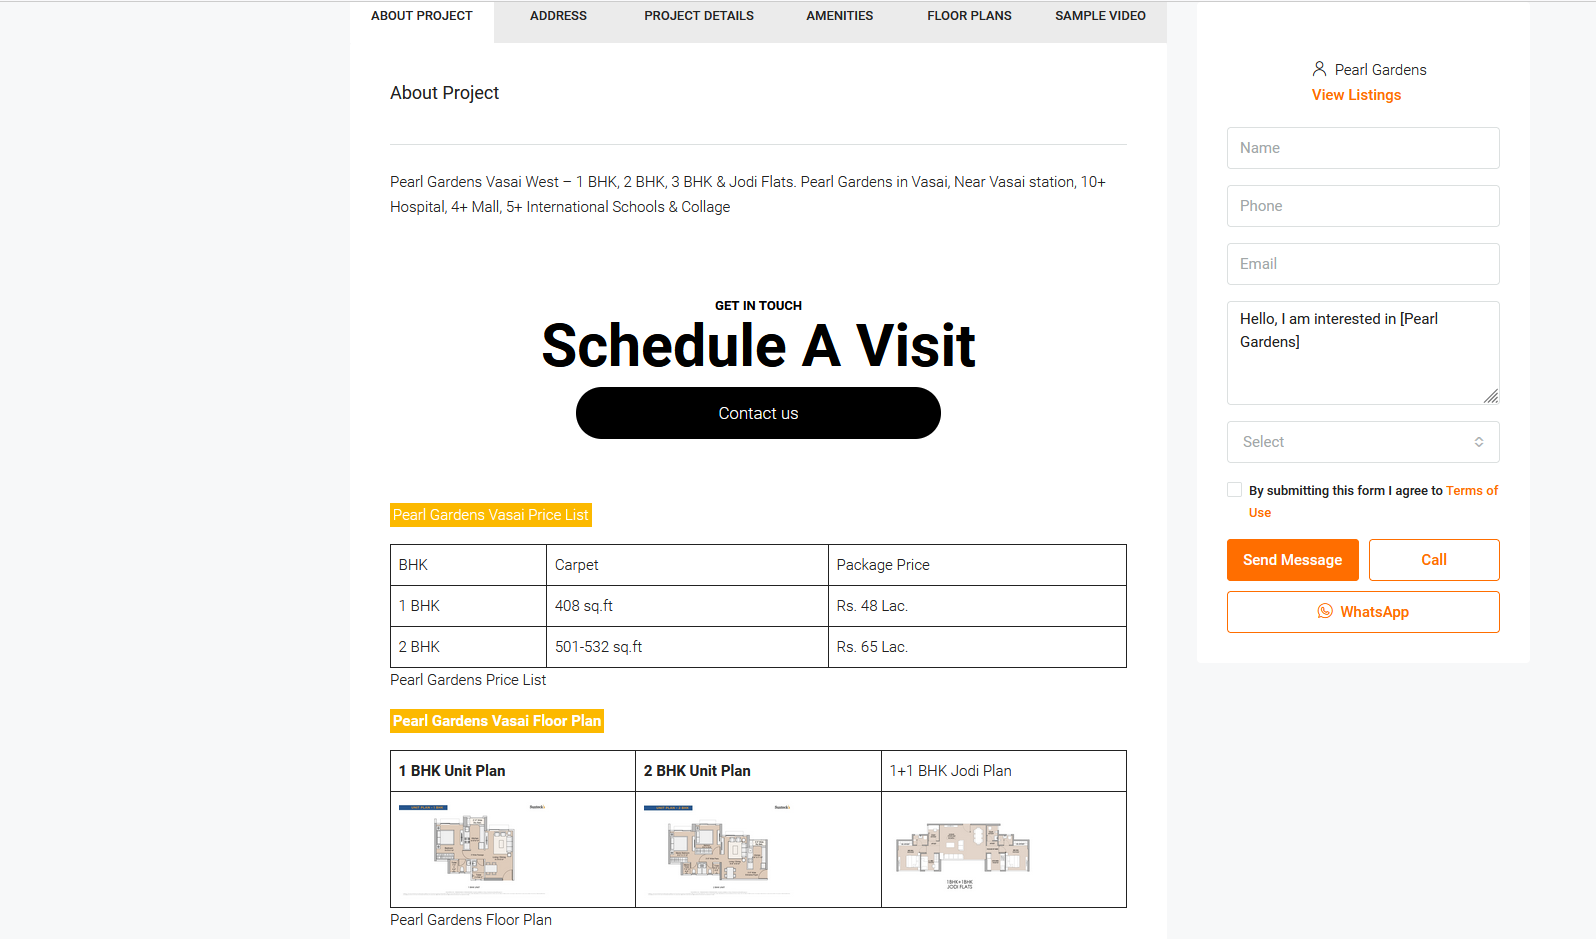 ABOUT PROJECT
ADDRESS
PROJECT DETAILS
AMENITIES
FLOOR PLANS
SAMPLE VIDEO
About Project
Pearl Gardens Vasai West – 1 BHK, 2 BHK, 3 BHK & Jodi Flats. Pearl Gardens in Vasai, Near Vasai station, 10+
Hospital, 4+ Mall, 5+ International Schools & Collage
GET IN TOUCH
Schedule A Visit
Contact us
Pearl Gardens Vasai Price List
BHK Carpet Package Price
1 BHK 408 sq.ft Rs. 48 Lac.
2 BHK 501-532 sq.ft Rs. 65 Lac.
Pearl Gardens Price List
Pearl Gardens Vasai Floor Plan
1 BHK Unit Plan 2 BHK Unit Plan 1+1 BHK Jodi Plan
1BHK+1BHK
JODI FLATS
Pearl Gardens Floor Plan
Pearl Gardens
View Listings
Name
Phone
Email
Hello, I am interested in [Pearl
Gardens]
Select
By submitting this form I agree to Terms of
Use
Send Message
Call
WhatsApp